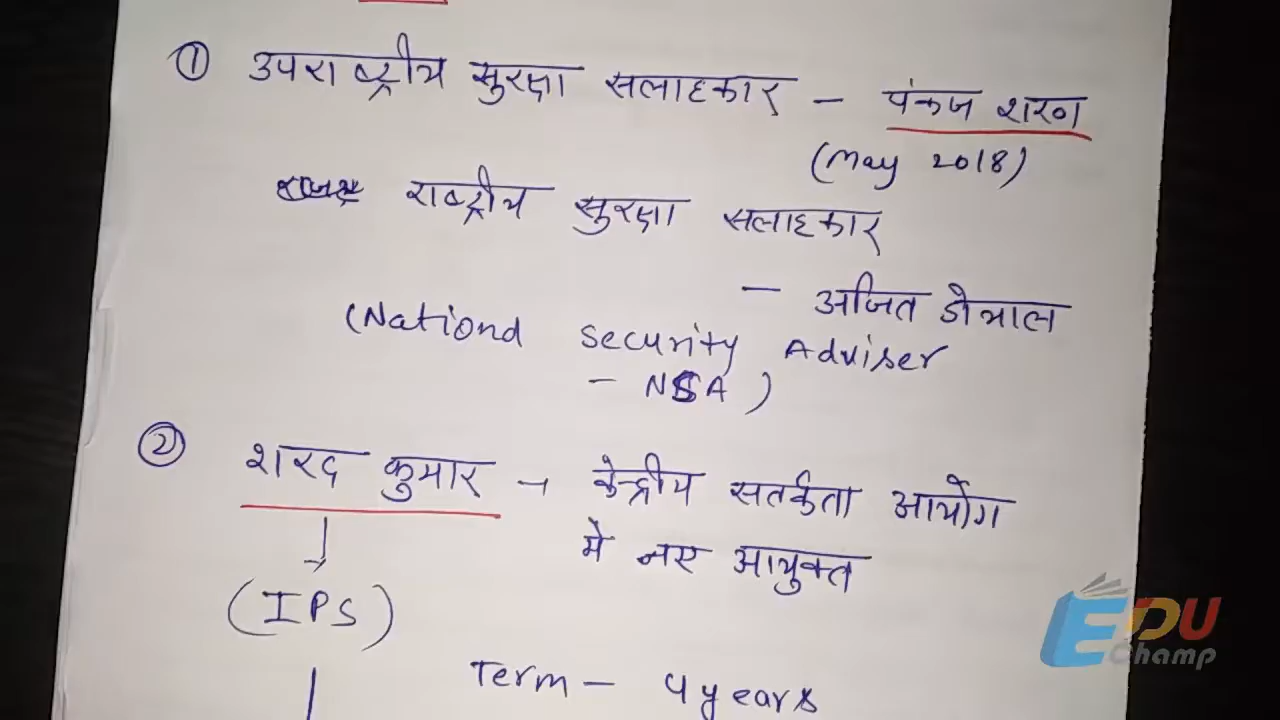 ① उपराष्ट्रीय सुरक्षा सलाहकार – पंकज शरण
(May 2018)
राष्ट्रीय सुरक्षा सलाहकार
– अजित डोभाल
(National Security Adviser
– NSA)
② शरद कुमार → केन्द्रीय सतर्कता आयोग
मे नए आयुक्त
(IPS)
Term – 4 years
EDU
Champ